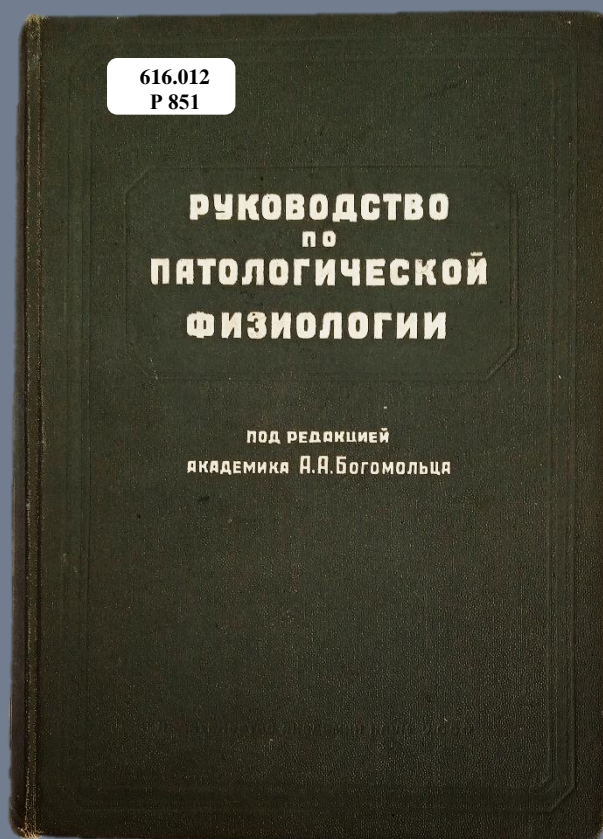 616.012
Р 851
РУКОВОДСТВО
ПО
ПАТОЛОГИЧЕСКОЙ
ФИЗИОЛОГИИ
ПОД РЕДАКЦИЕЙ
АКАДЕМИКА А.А.БОГОМОЛЬЦА